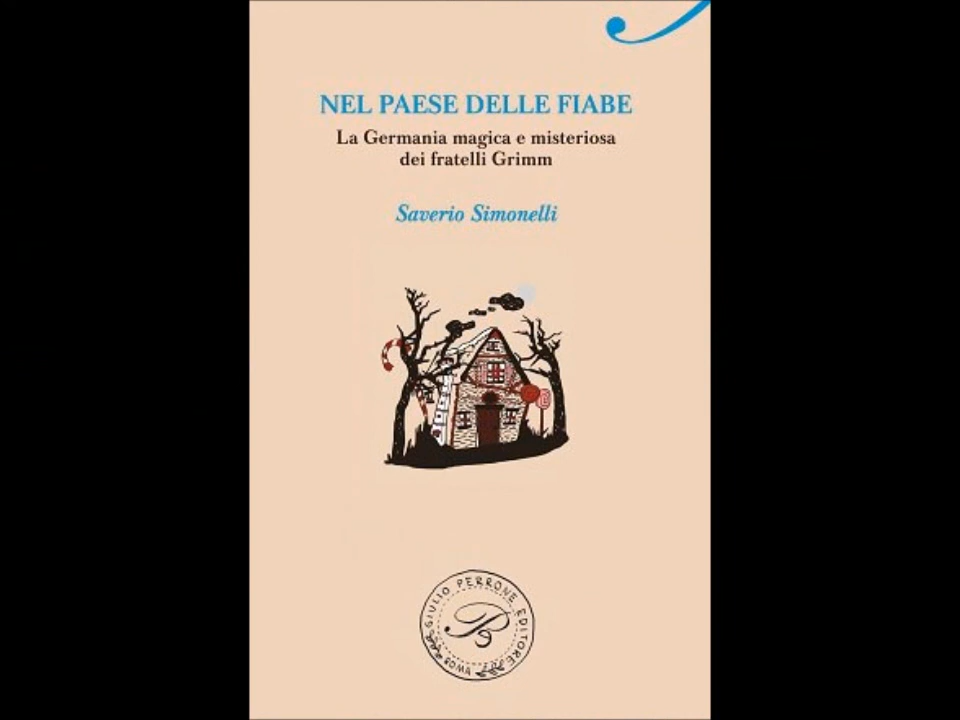 NEL PAESE DELLE FIABE
La Germania magica e misteriosa
dei fratelli Grimm
Saverio Simonelli
GIULIO PERRONE EDITORE
ROMA